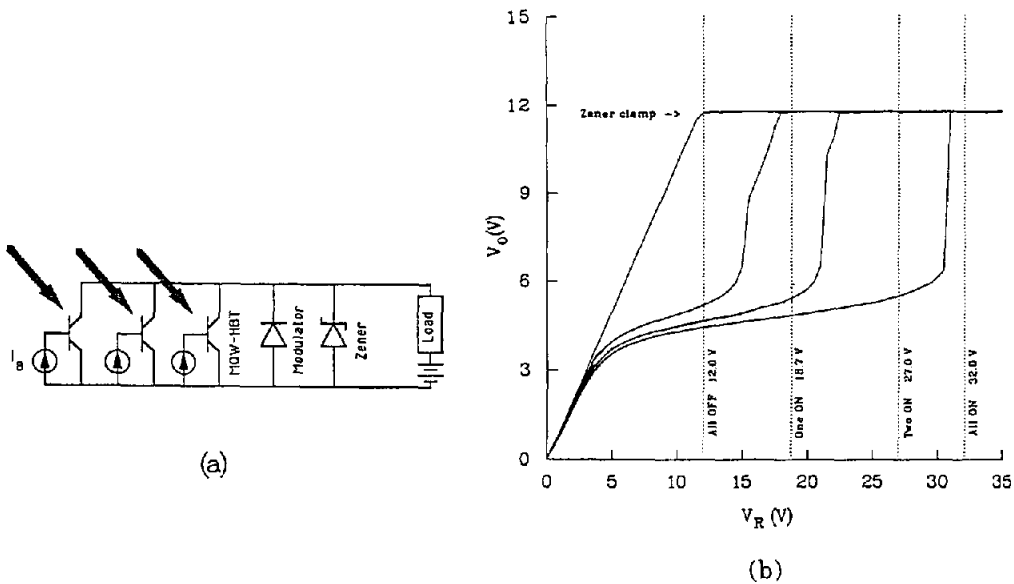 I_B
MQW-HBT
Modulator
Zener
Load
(a)
15
12
9
6
3
0
V_O(V)
Zener clamp ->
All OFF 12.0 V
One ON 18.7 V
Two ON 27.0 V
All ON 32.0 V
0 5 10 15 20 25 30 35
V_R (V)
(b)